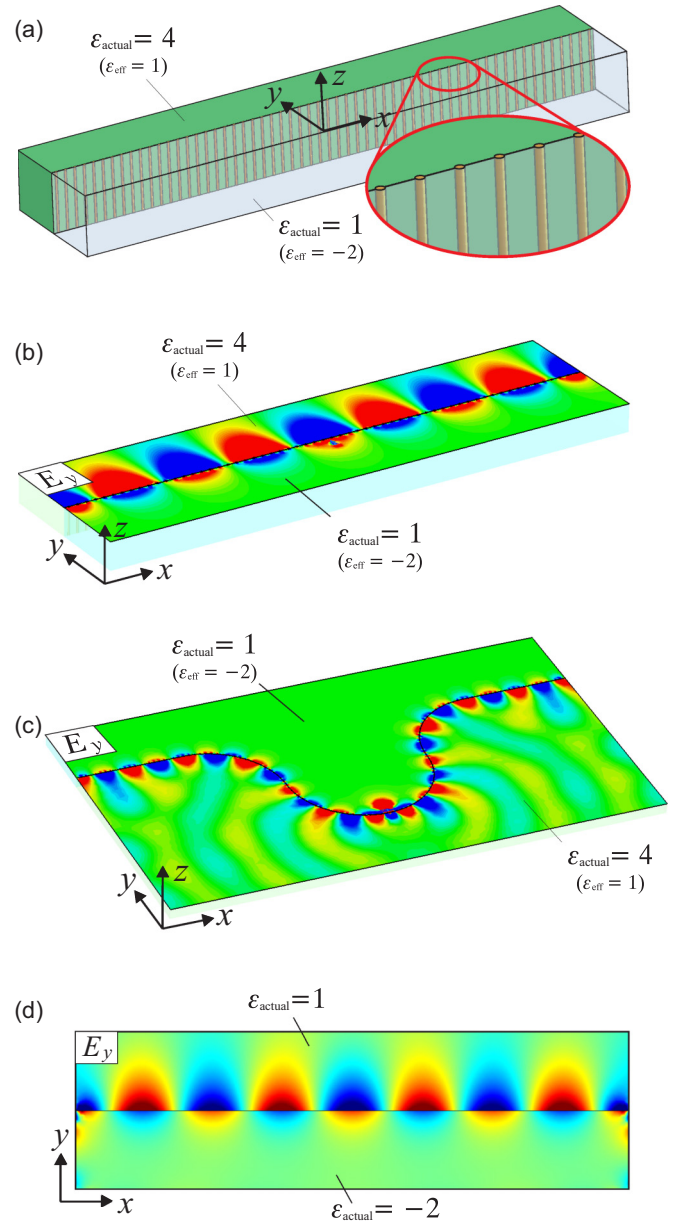 (a)
εactual = 4
(εeff = 1)
z
y
x
εactual = 1
(εeff = −2)
(b)
εactual = 4
(εeff = 1)
Ey
z
y
x
εactual = 1
(εeff = −2)
εactual = 1
(εeff = −2)
(c)
Ey
z
y
x
εactual = 4
(εeff = 1)
(d)
εactual = 1
Ey
y
x
εactual = −2